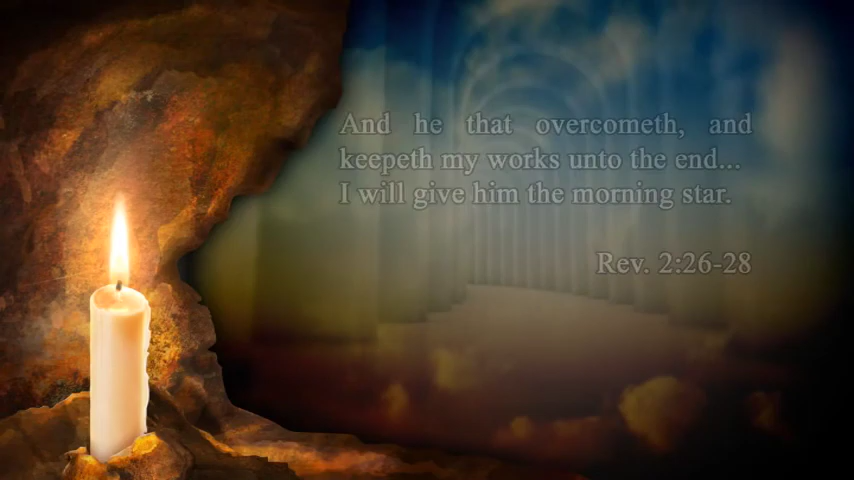 And he that overcometh, and
keepeth my works unto the end...
I will give him the morning star.
Rev. 2:26-28